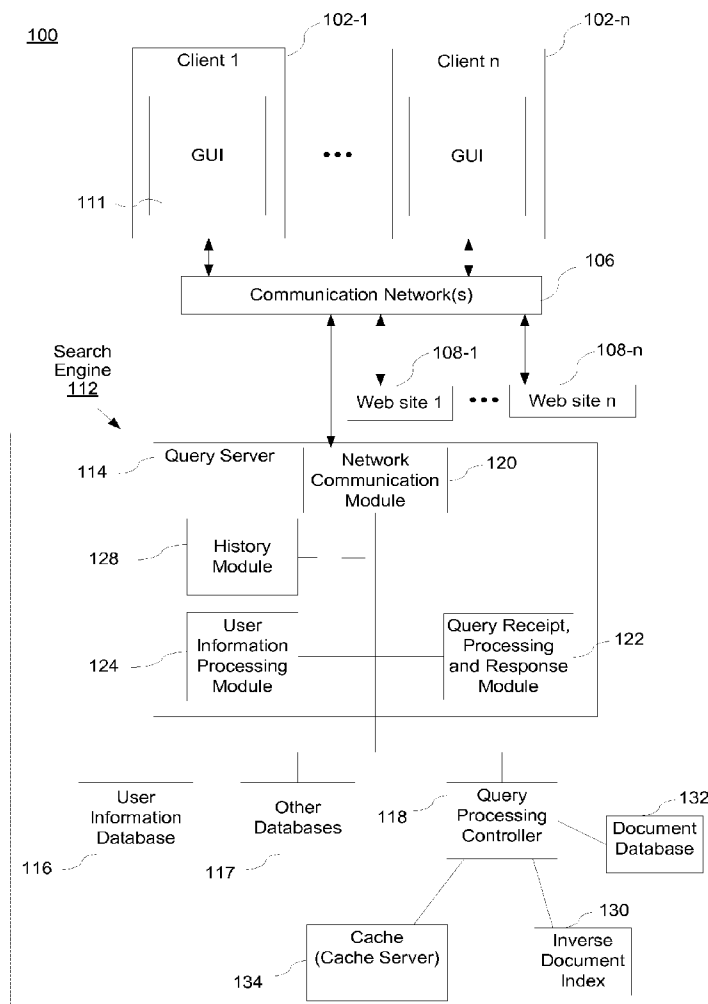 100
102-1
102-n
Client 1
Client n
GUI
GUI
111
106
Communication Network(s)
108-1
108-n
Search
Engine
112
Web site 1
Web site n
114
Query Server
Network
Communication
Module
120
128
History
Module
124
User
Information
Processing
Module
Query Receipt,
Processing
and Response
Module
122
User
Information
Database
116
Other
Databases
117
118
Query
Processing
Controller
132
Document
Database
134
Cache
(Cache Server)
130
Inverse
Document
Index